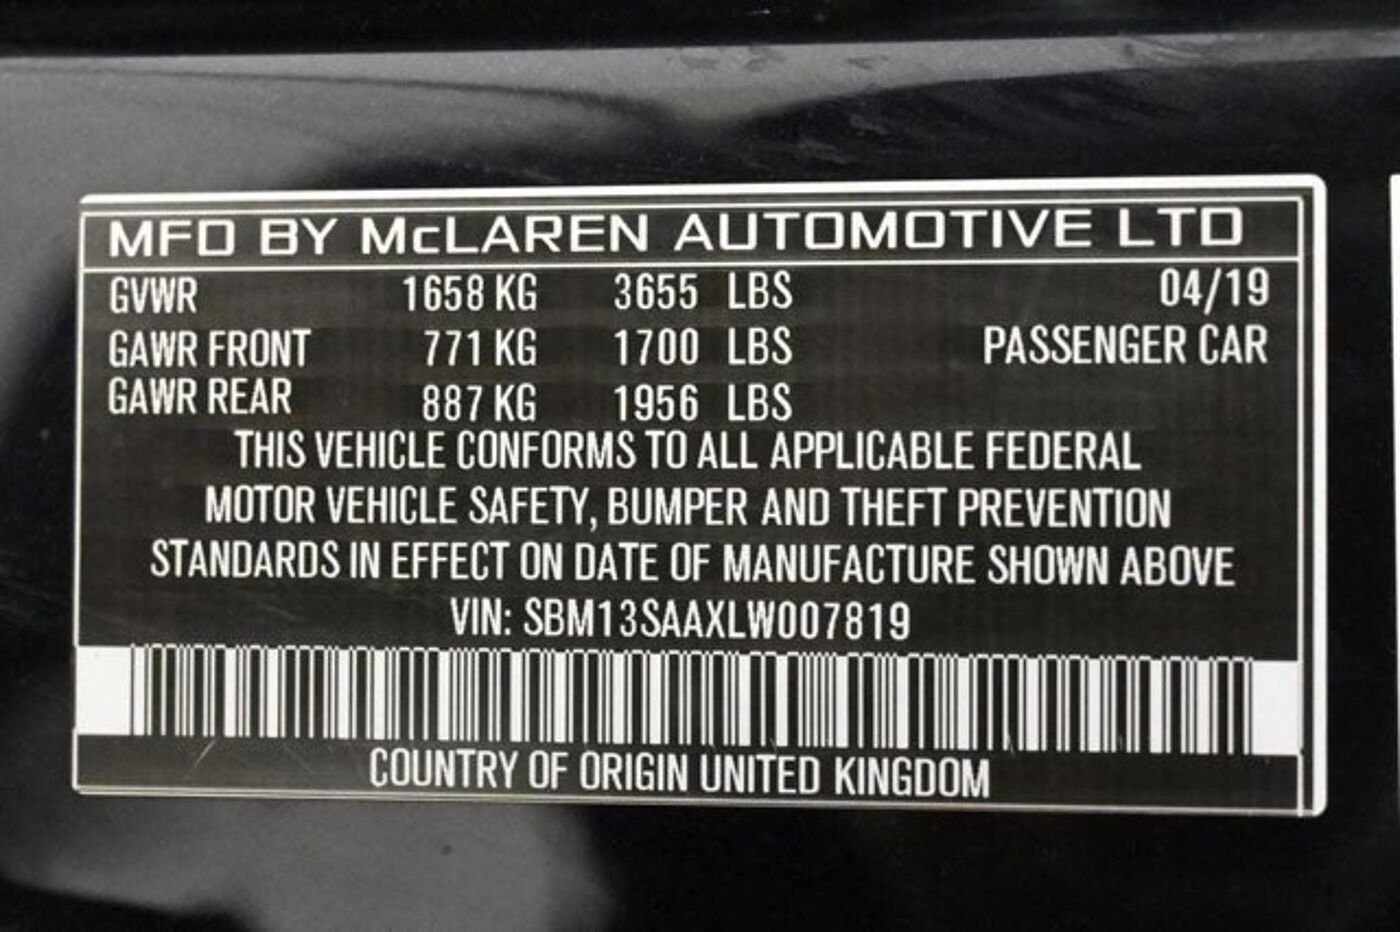 MFD BY McLAREN AUTOMOTIVE LTD
GVWR 1658 KG 3655 LBS 04/19
GAWR FRONT 771 KG 1700 LBS PASSENGER CAR
GAWR REAR 887 KG 1956 LBS
THIS VEHICLE CONFORMS TO ALL APPLICABLE FEDERAL
MOTOR VEHICLE SAFETY, BUMPER AND THEFT PREVENTION
STANDARDS IN EFFECT ON DATE OF MANUFACTURE SHOWN ABOVE
VIN: SBM13SAAXLW007819
COUNTRY OF ORIGIN UNITED KINGDOM